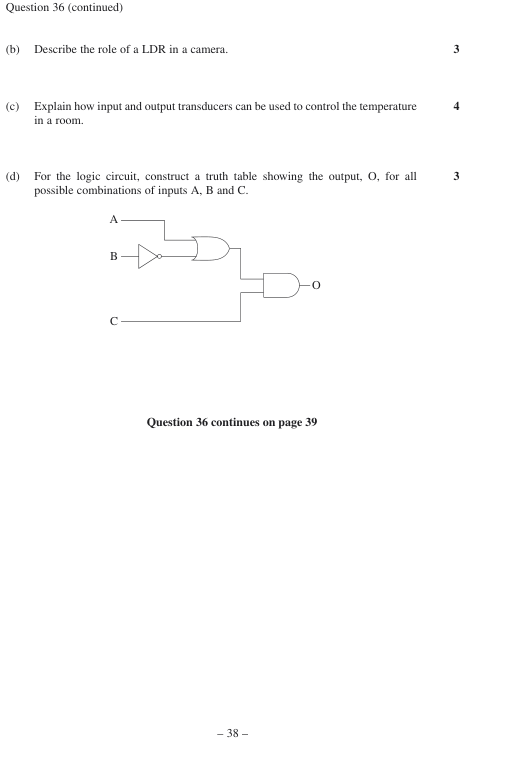 Question 36 (continued)
(b) Describe the role of a LDR in a camera. 3
(c) Explain how input and output transducers can be used to control the temperature 4
in a room.
(d) For the logic circuit, construct a truth table showing the output, O, for all 3
possible combinations of inputs A, B and C.
A
B
O
C
Question 36 continues on page 39
– 38 –